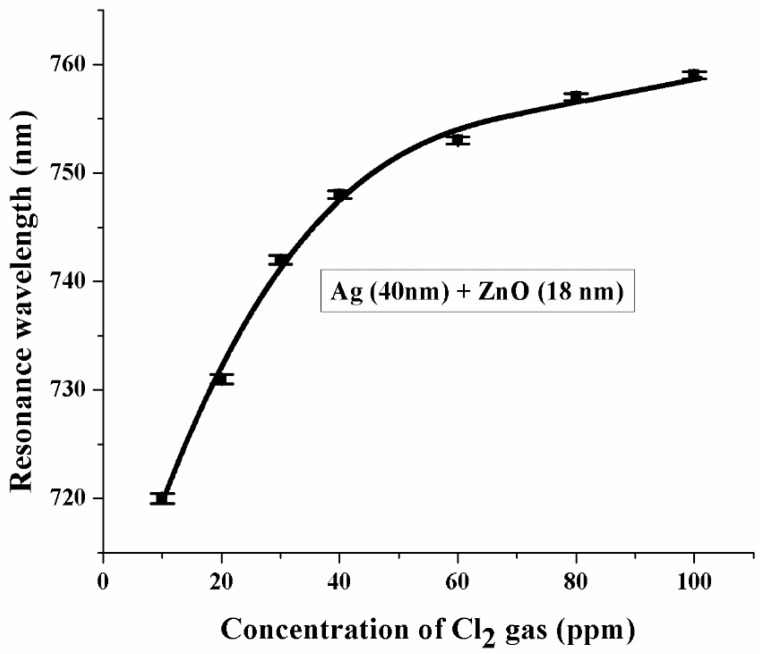 760
750
740
730
720
Resonance wavelength (nm)
Ag (40nm) + ZnO (18 nm)
0 20 40 60 80 100
Concentration of Cl2 gas (ppm)